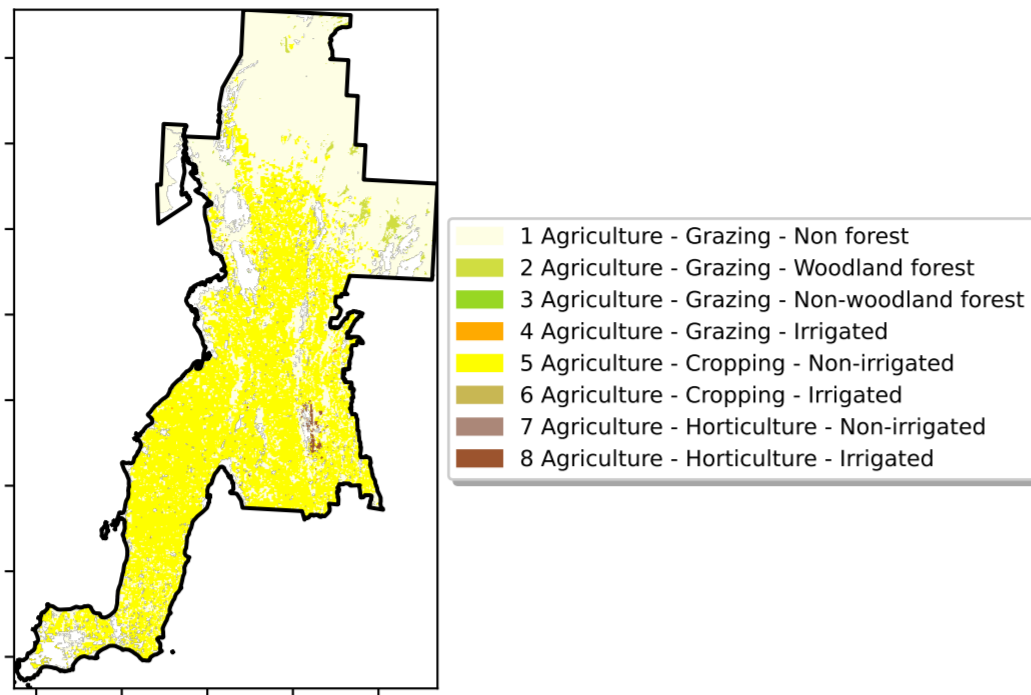 1 Agriculture - Grazing - Non forest
2 Agriculture - Grazing - Woodland forest
3 Agriculture - Grazing - Non-woodland forest
4 Agriculture - Grazing - Irrigated
5 Agriculture - Cropping - Non-irrigated
6 Agriculture - Cropping - Irrigated
7 Agriculture - Horticulture - Non-irrigated
8 Agriculture - Horticulture - Irrigated